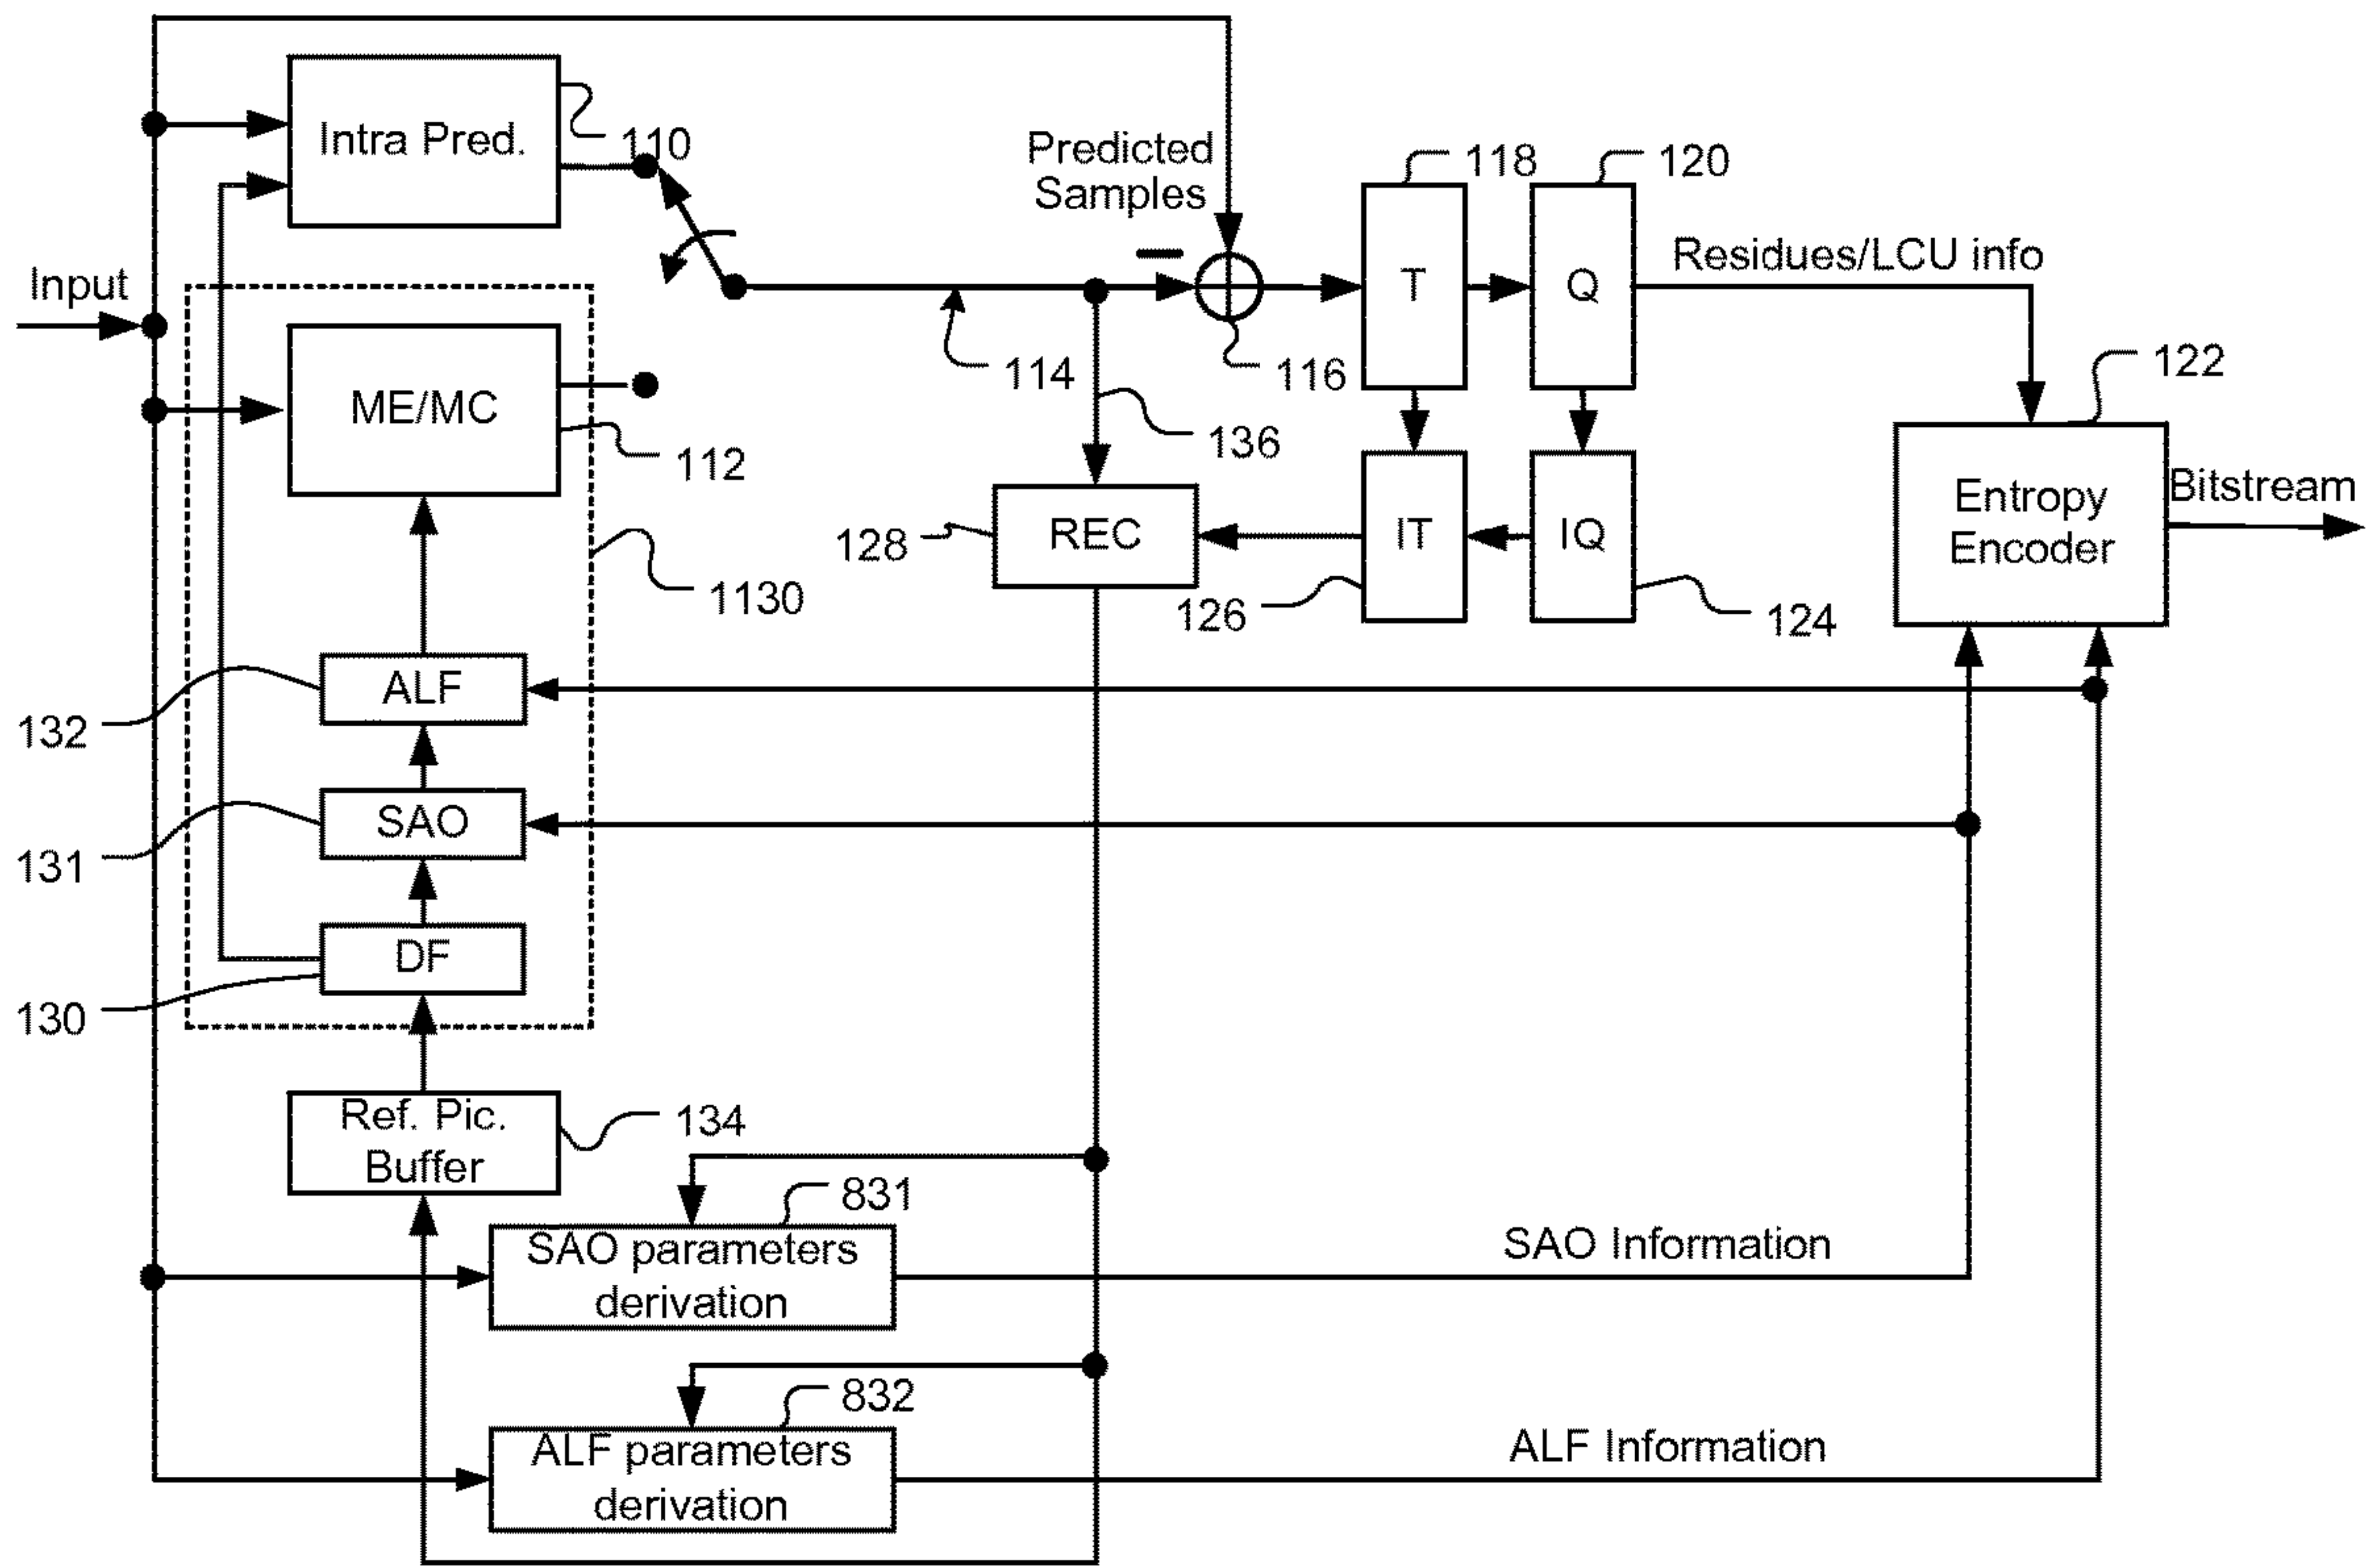 Intra Pred.
110
Predicted
Samples
118
120
Input
T
Q
Residues/LCU info
114
116
122
ME/MC
112
136
128
REC
IT
IQ
Entropy
Encoder
Bitstream
1130
126
124
ALF
132
SAO
131
DF
130
Ref. Pic.
Buffer
134
831
SAO parameters
derivation
SAO Information
832
ALF parameters
derivation
ALF Information